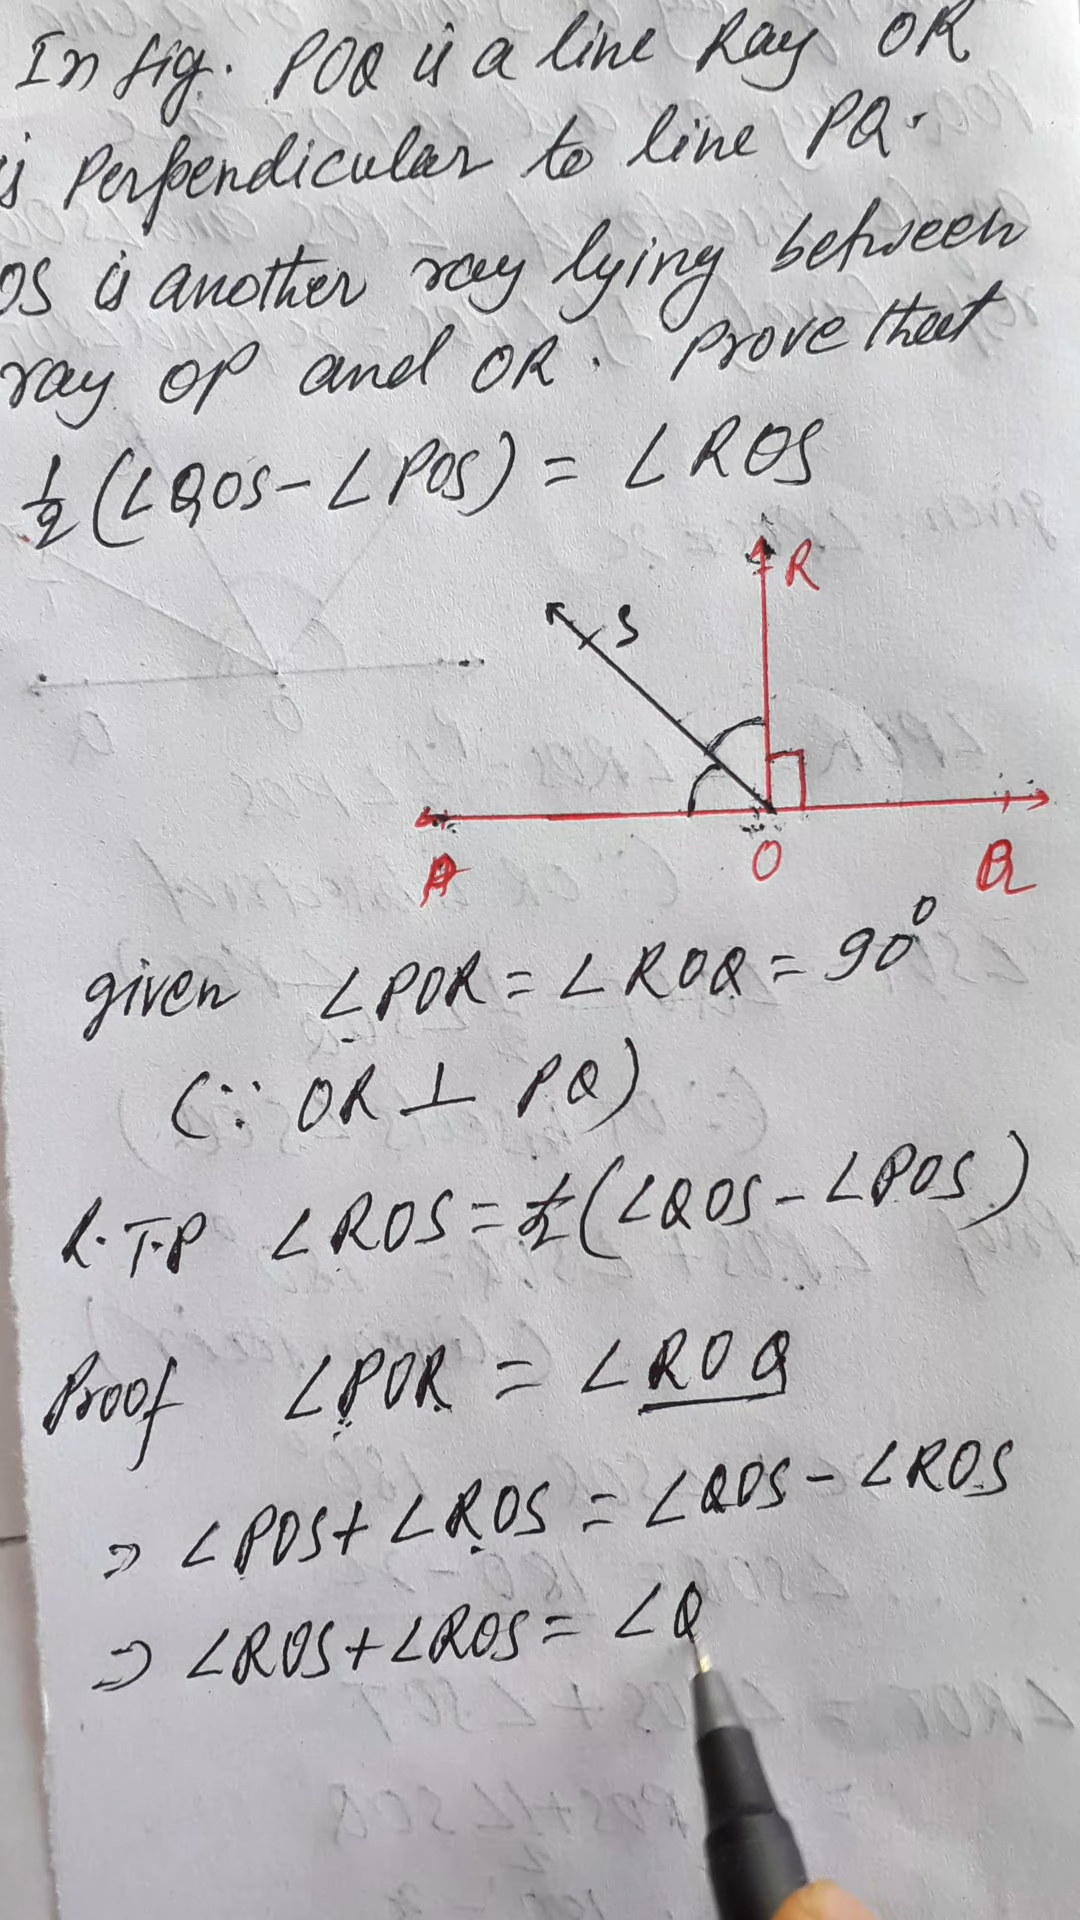 In fig. POQ is a line Ray OR
is Perpendicular to line PQ.
OS is another ray lying between
ray OP and OR. Prove that
1/2 (∠QOS - ∠POS) = ∠ROS
R
S
O
Q
given ∠POR = ∠ROQ = 90°
(∵ OR ⊥ PQ)
R.T.P ∠ROS = 1/2 (∠QOS - ∠POS)
Proof ∠POR = ∠ROQ
⇒ ∠POS + ∠ROS = ∠QOS - ∠ROS
⇒ ∠ROS + ∠ROS = ∠Q